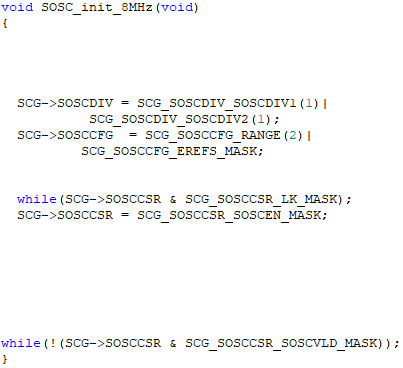 void SOSC_init_8MHz(void)
{
SCG->SOSCDIV = SCG_SOSCDIV_SOSCDIV1(1)|
SCG_SOSCDIV_SOSCDIV2(1);
SCG->SOSCCFG  = SCG_SOSCCFG_RANGE(2)|
SCG_SOSCCFG_EREFS_MASK;
while(SCG->SOSCCSR & SCG_SOSCCSR_LK_MASK);
SCG->SOSCCSR = SCG_SOSCCSR_SOSCEN_MASK;
while(!(SCG->SOSCCSR & SCG_SOSCCSR_SOSCVLD_MASK));
}